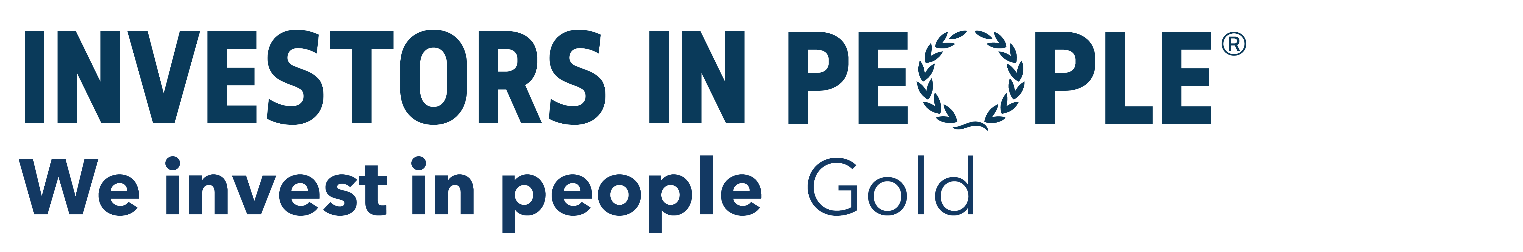 INVESTORS IN PEOPLE®
We invest in people Gold